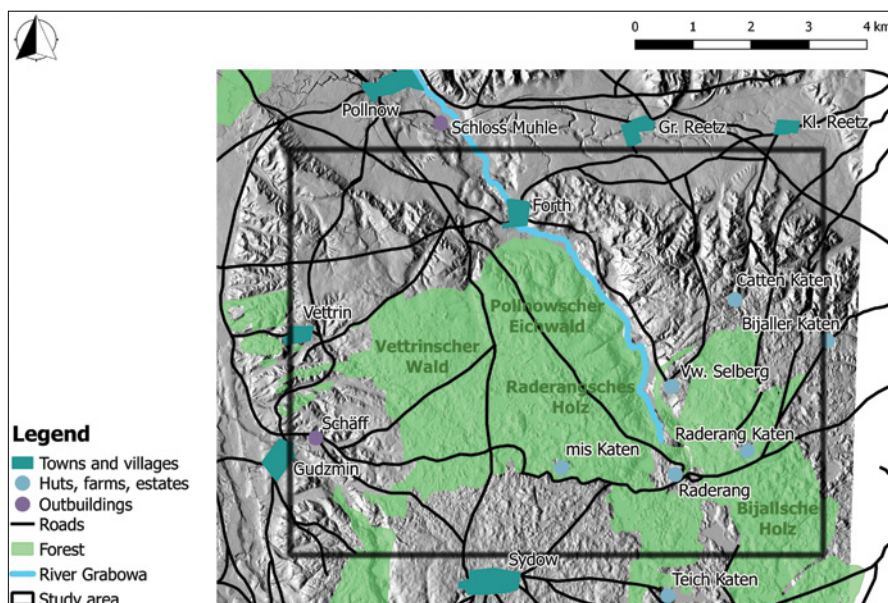 0 1 2 3 4 km
Pollnow
Schloss Muhle
Gr. Reetz
Kl. Reetz
Forth
Catten Katen
Pollnowscher
Eichwald
Bijaller Katen
Vettrin
Vettrinscher
Wald
Vw. Selberg
Raderangsches
Holz
Schäff
Raderang Katen
mis Katen
Gudzmin
Raderang
Bijallsche
Holz
Sydow
Teich Katen
Legend
Towns and villages
Huts, farms, estates
Outbuildings
Roads
Forest
River Grabowa
Study area